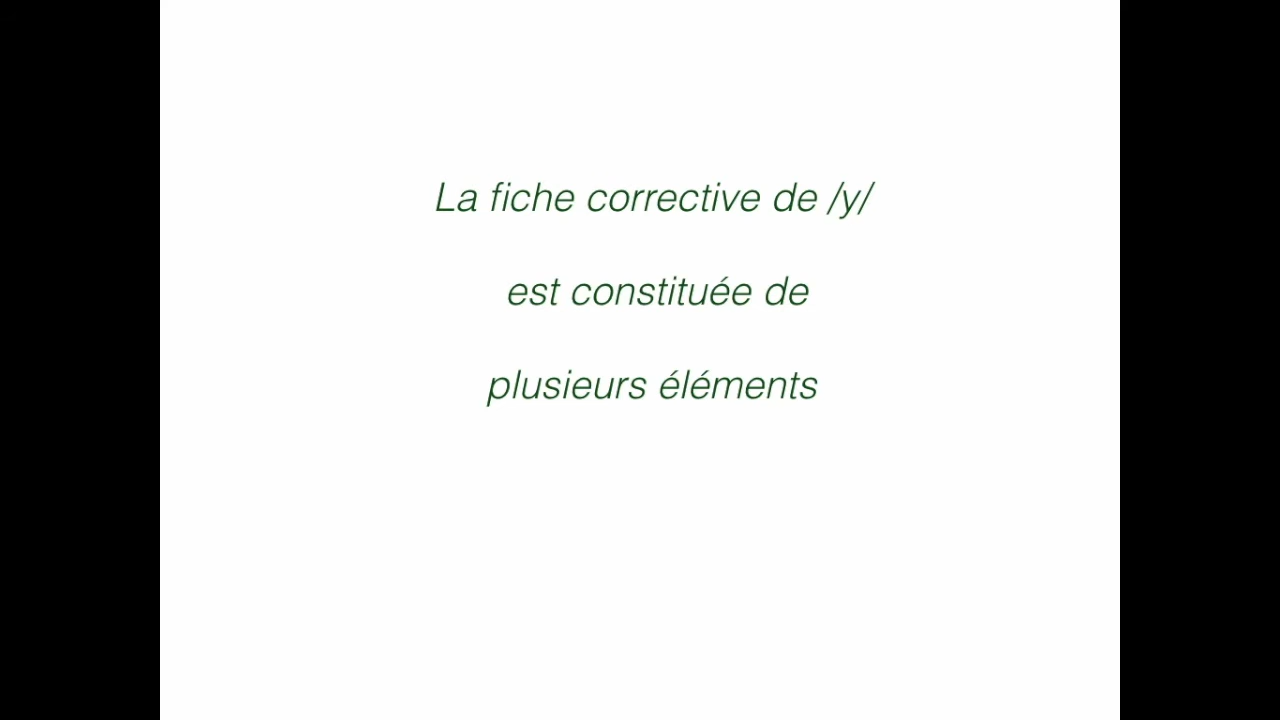 La fiche corrective de /y/
est constituée de
plusieurs éléments